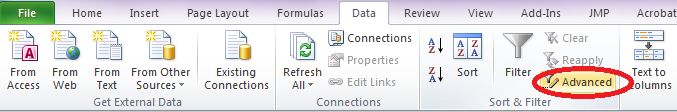 File Home Insert Page Layout Formulas Data Review View Add-Ins JMP Acrobat
From Access
From Web
From Text
From Other Sources
Existing Connections
Get External Data
Refresh All
Connections
Properties
Edit Links
Connections
A Z
Z A
Z A A Z
Sort
Filter
Clear
Reapply
Advanced
Sort & Filter
Text to